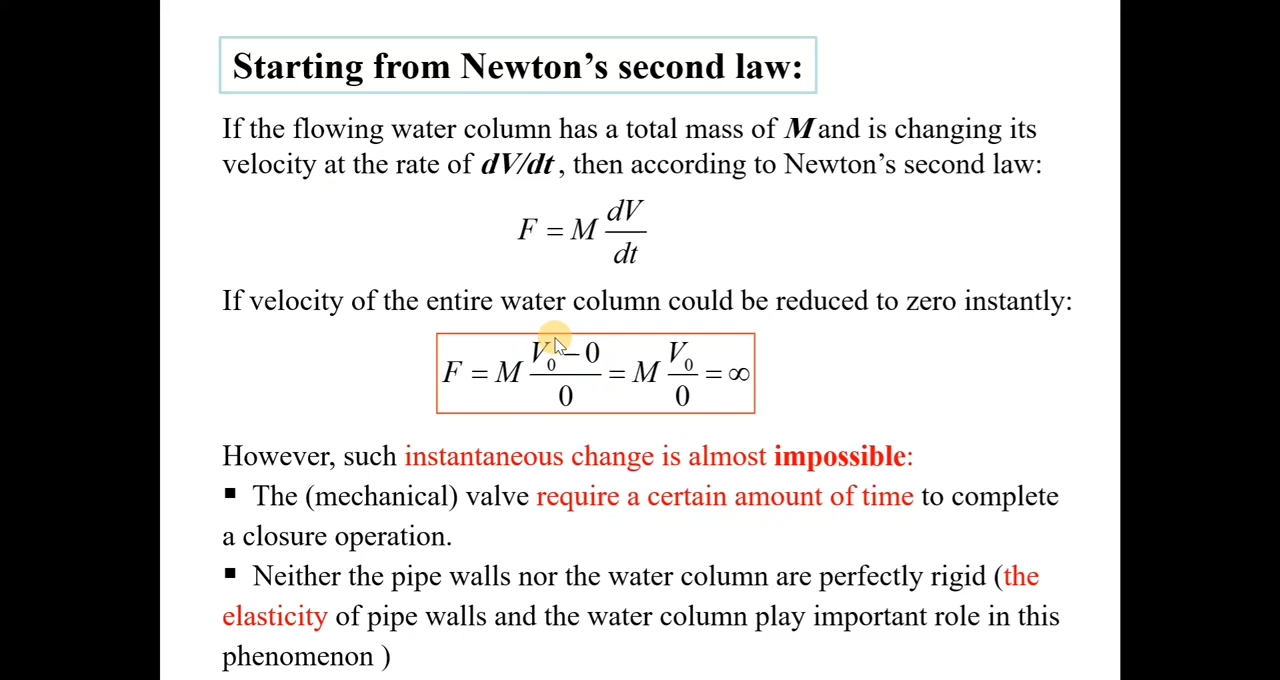 Starting from Newton’s second law:
If the flowing water column has a total mass of M and is changing its
velocity at the rate of dV/dt , then according to Newton’s second law:
F = M dV/dt
If velocity of the entire water column could be reduced to zero instantly:
F = M (V₀ – 0)/0 = M V₀/0 = ∞
However, such instantaneous change is almost impossible:
▪ The (mechanical) valve require a certain amount of time to complete
a closure operation.
▪ Neither the pipe walls nor the water column are perfectly rigid (the
elasticity of pipe walls and the water column play important role in this
phenomenon )